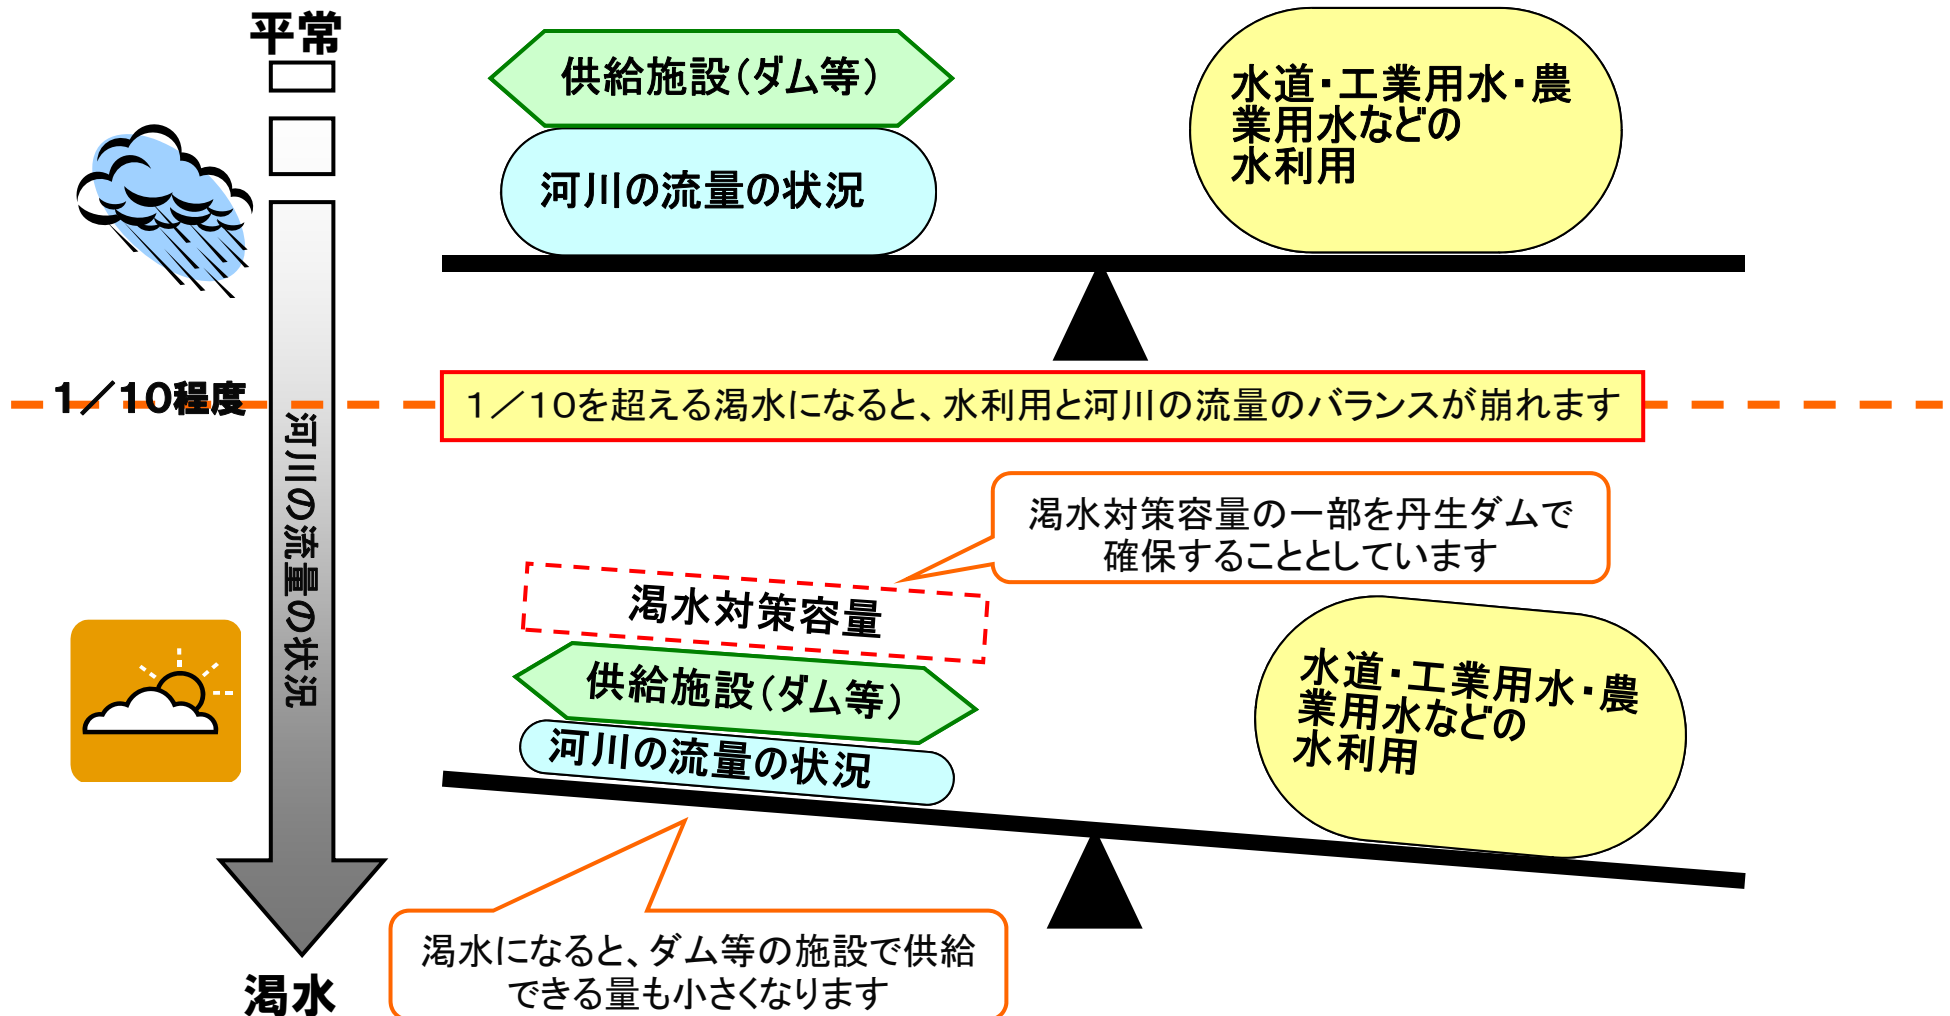 平常
供給施設(ダム等)
河川の流量の状況
水道・工業用水・農
業用水などの
水利用
1/10程度
1/10を超える渇水になると、水利用と河川の流量のバランスが崩れます
河川の流量の状況
渇水対策容量の一部を丹生ダムで
確保することとしています
渇水対策容量
供給施設(ダム等)
河川の流量の状況
水道・工業用水・農
業用水などの
水利用
渇水になると、ダム等の施設で供給
できる量も小さくなります
渇水